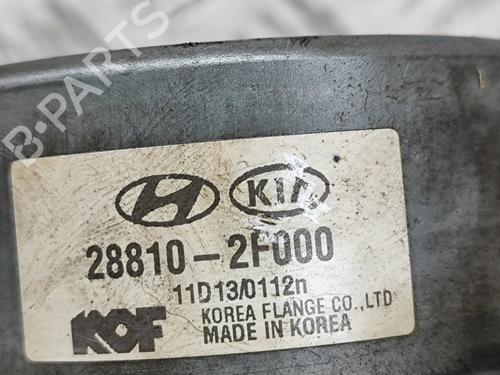 B-PARTS
KIA
28810-2F000
11D13/0112n
KOF KOREA FLANGE CO.,LTD
MADE IN KOREA